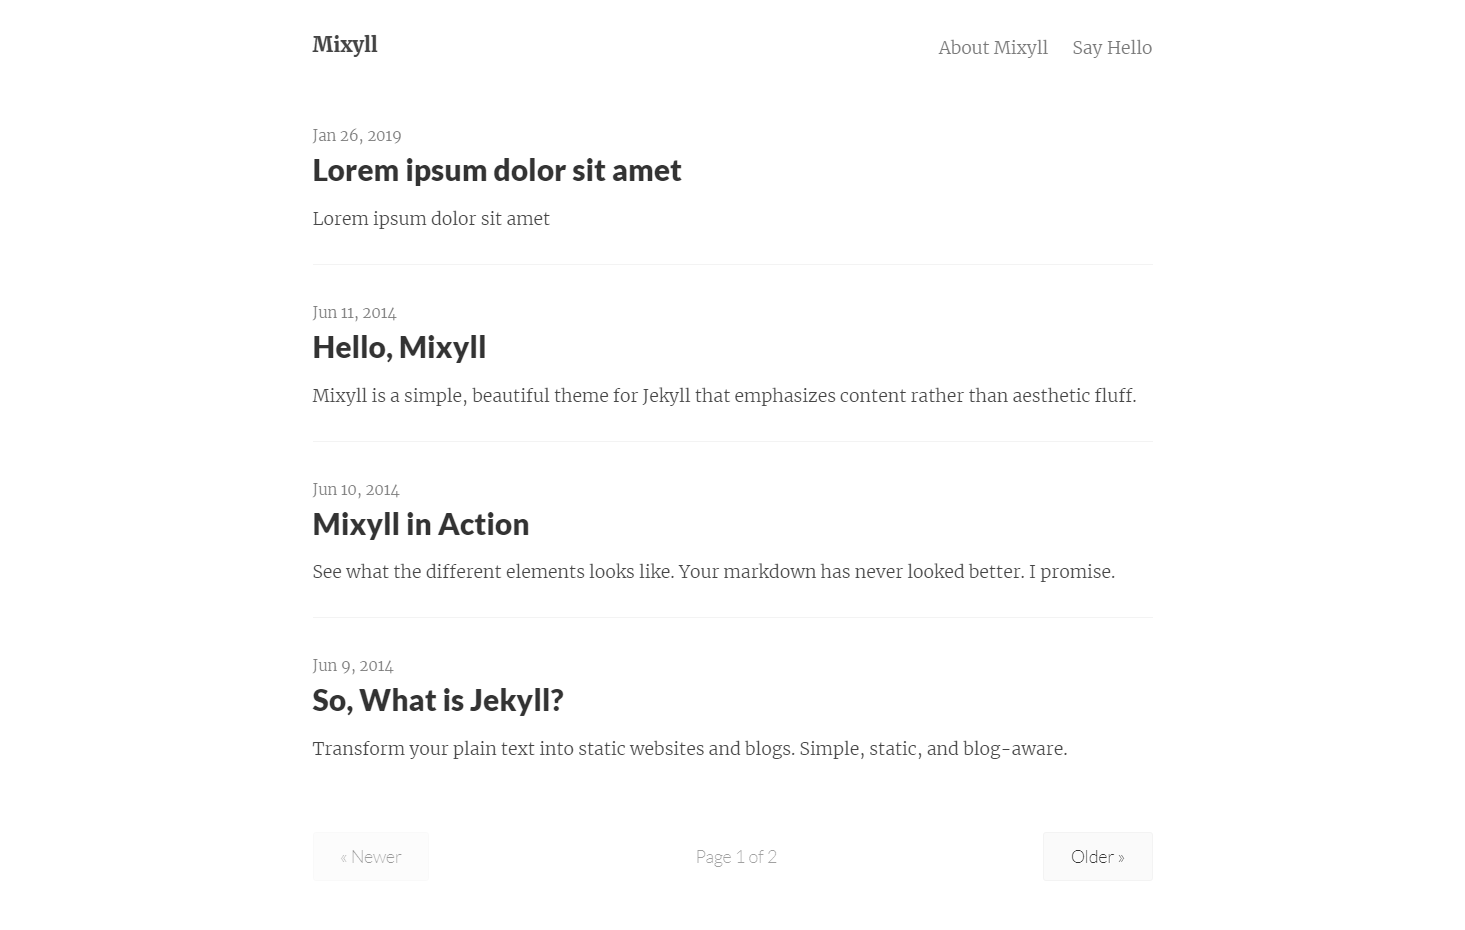 Mixyll
About Mixyll Say Hello
Jan 26, 2019
Lorem ipsum dolor sit amet
Lorem ipsum dolor sit amet
Jun 11, 2014
Hello, Mixyll
Mixyll is a simple, beautiful theme for Jekyll that emphasizes content rather than aesthetic fluff.
Jun 10, 2014
Mixyll in Action
See what the different elements looks like. Your markdown has never looked better. I promise.
Jun 9, 2014
So, What is Jekyll?
Transform your plain text into static websites and blogs. Simple, static, and blog-aware.
« Newer Page 1 of 2 Older »